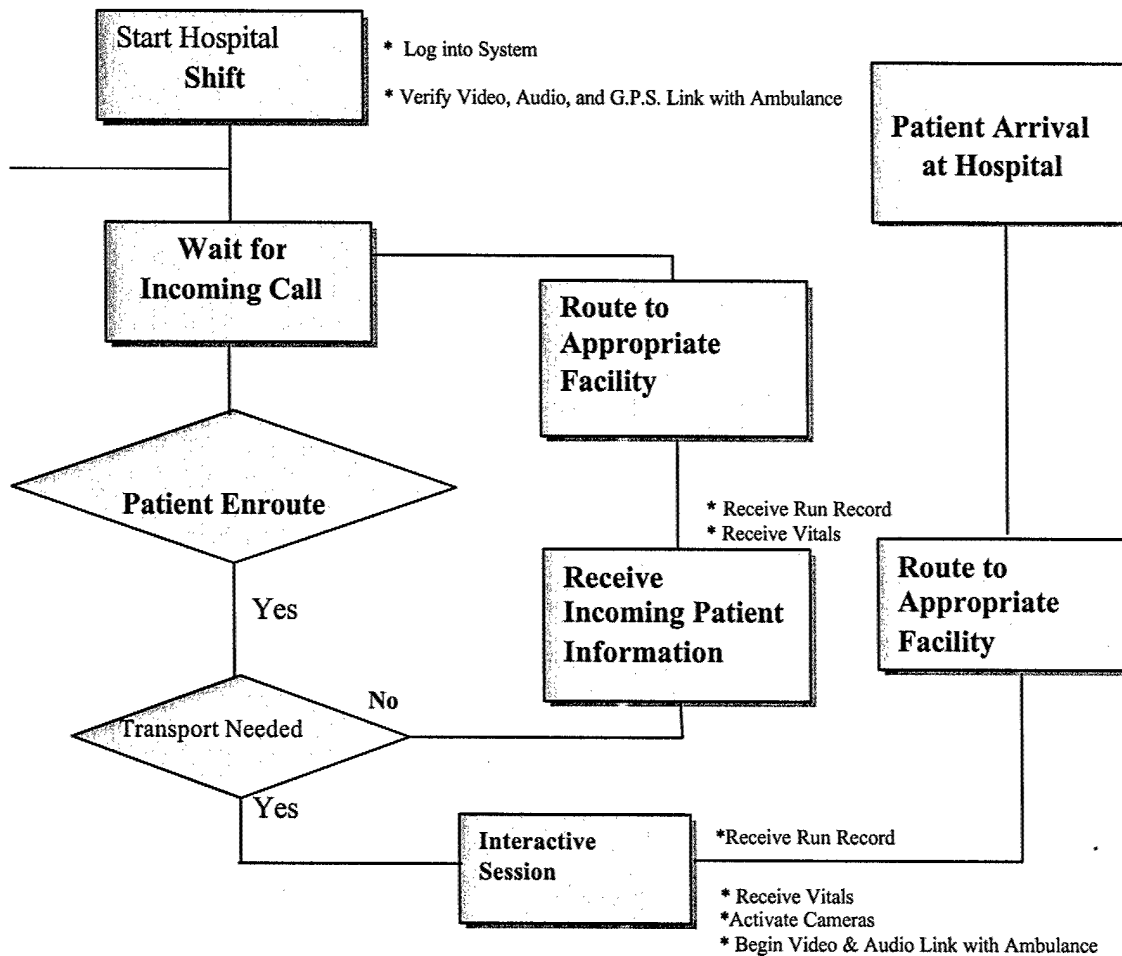 Start Hospital
Shift
* Log into System
* Verify Video, Audio, and G.P.S. Link with Ambulance
Patient Arrival
at Hospital
Wait for
Incoming Call
Route to
Appropriate
Facility
Patient Enroute
* Receive Run Record
* Receive Vitals
Yes
Receive
Incoming Patient
Information
Route to
Appropriate
Facility
No
Transport Needed
Yes
Interactive
Session
*Receive Run Record
* Receive Vitals
*Activate Cameras
* Begin Video & Audio Link with Ambulance